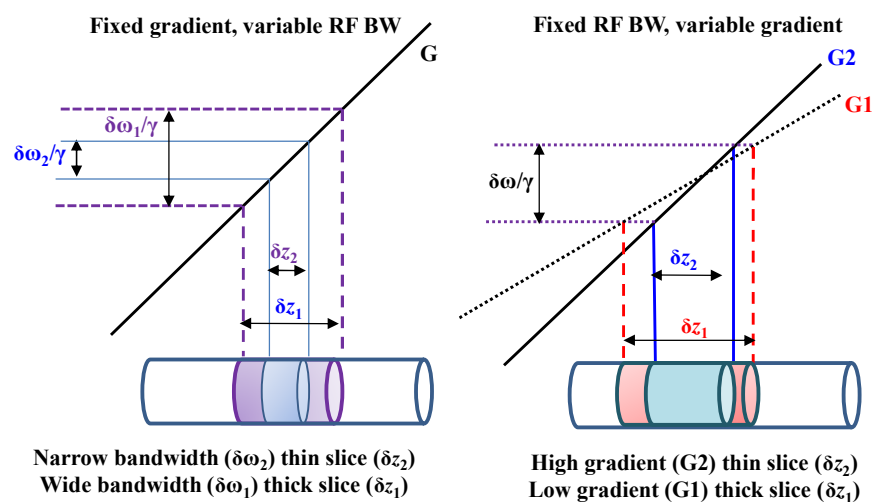 Fixed gradient, variable RF BW
G
δω₁/γ
δω₂/γ
δz₂
δz₁
Narrow bandwidth (δω₂) thin slice (δz₂)
Wide bandwidth (δω₁) thick slice (δz₁)
Fixed RF BW, variable gradient
G2
G1
δω/γ
δz₂
δz₁
High gradient (G2) thin slice (δz₂)
Low gradient (G1) thick slice (δz₁)